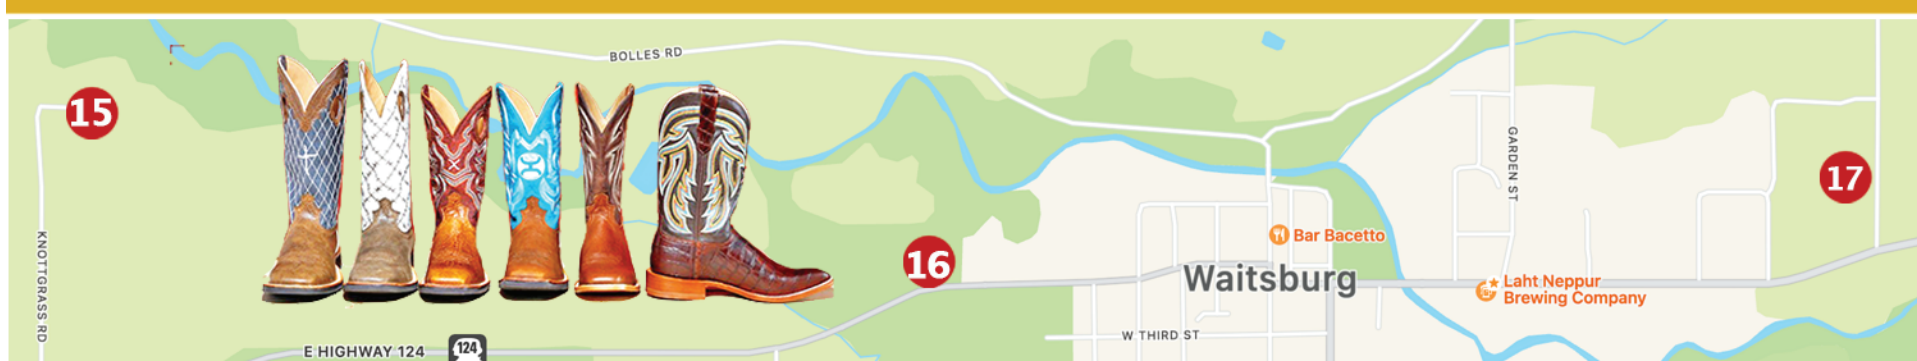 BOLLES RD
15
GARDEN ST
17
KNOTTGRASS RD
Bar Bacetto
16
Waitsburg
Laht Neppur
Brewing Company
W THIRD ST
E HIGHWAY 124
124